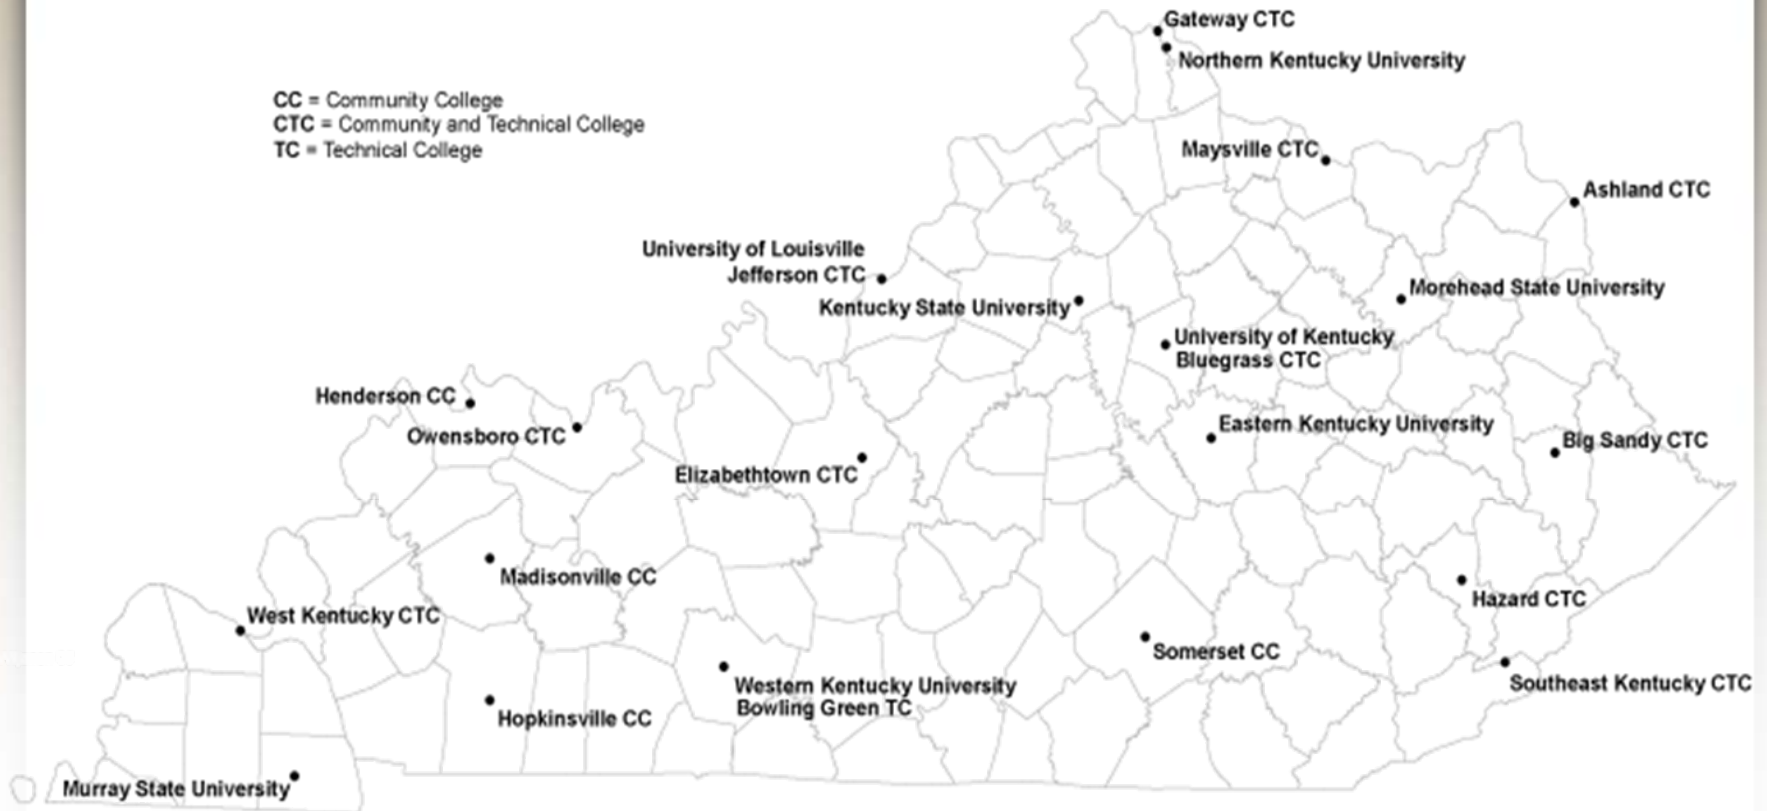 Gateway CTC
Northern Kentucky University
CC = Community College
CTC = Community and Technical College
TC = Technical College
Maysville CTC
Ashland CTC
University of Louisville
Jefferson CTC
Kentucky State University
Morehead State University
University of Kentucky
Bluegrass CTC
Henderson CC
Owensboro CTC
Eastern Kentucky University
Big Sandy CTC
Elizabethtown CTC
Madisonville CC
Hazard CTC
West Kentucky CTC
Somerset CC
Southeast Kentucky CTC
Western Kentucky University
Bowling Green TC
Hopkinsville CC
Murray State University